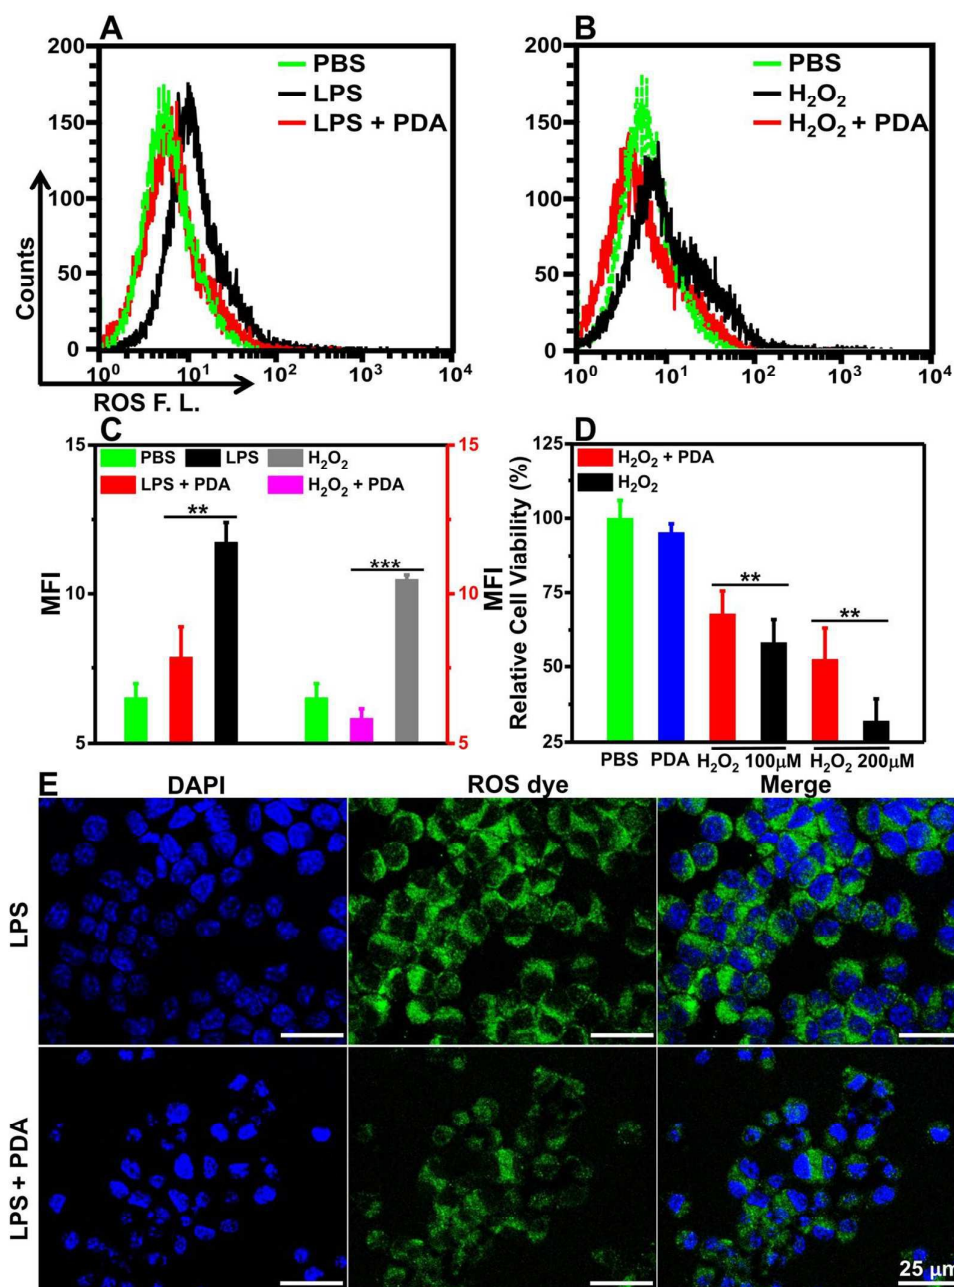 A
200
150
100
50
0
Counts
10⁰ 10¹ 10² 10³ 10⁴
ROS F. L.
PBS
LPS
LPS + PDA
B
200
150
100
50
0
10⁰ 10¹ 10² 10³ 10⁴
PBS
H₂O₂
H₂O₂ + PDA
C
15
10
5
MFI
PBS LPS H₂O₂
LPS + PDA H₂O₂ + PDA
**
***
15
10
5
MFI
D
125
100
75
50
25
Relative Cell Viability (%)
H₂O₂ + PDA
H₂O₂
**
**
PBS PDA H₂O₂ 100μM H₂O₂ 200μM
E
DAPI ROS dye Merge
LPS
LPS + PDA
25 μm